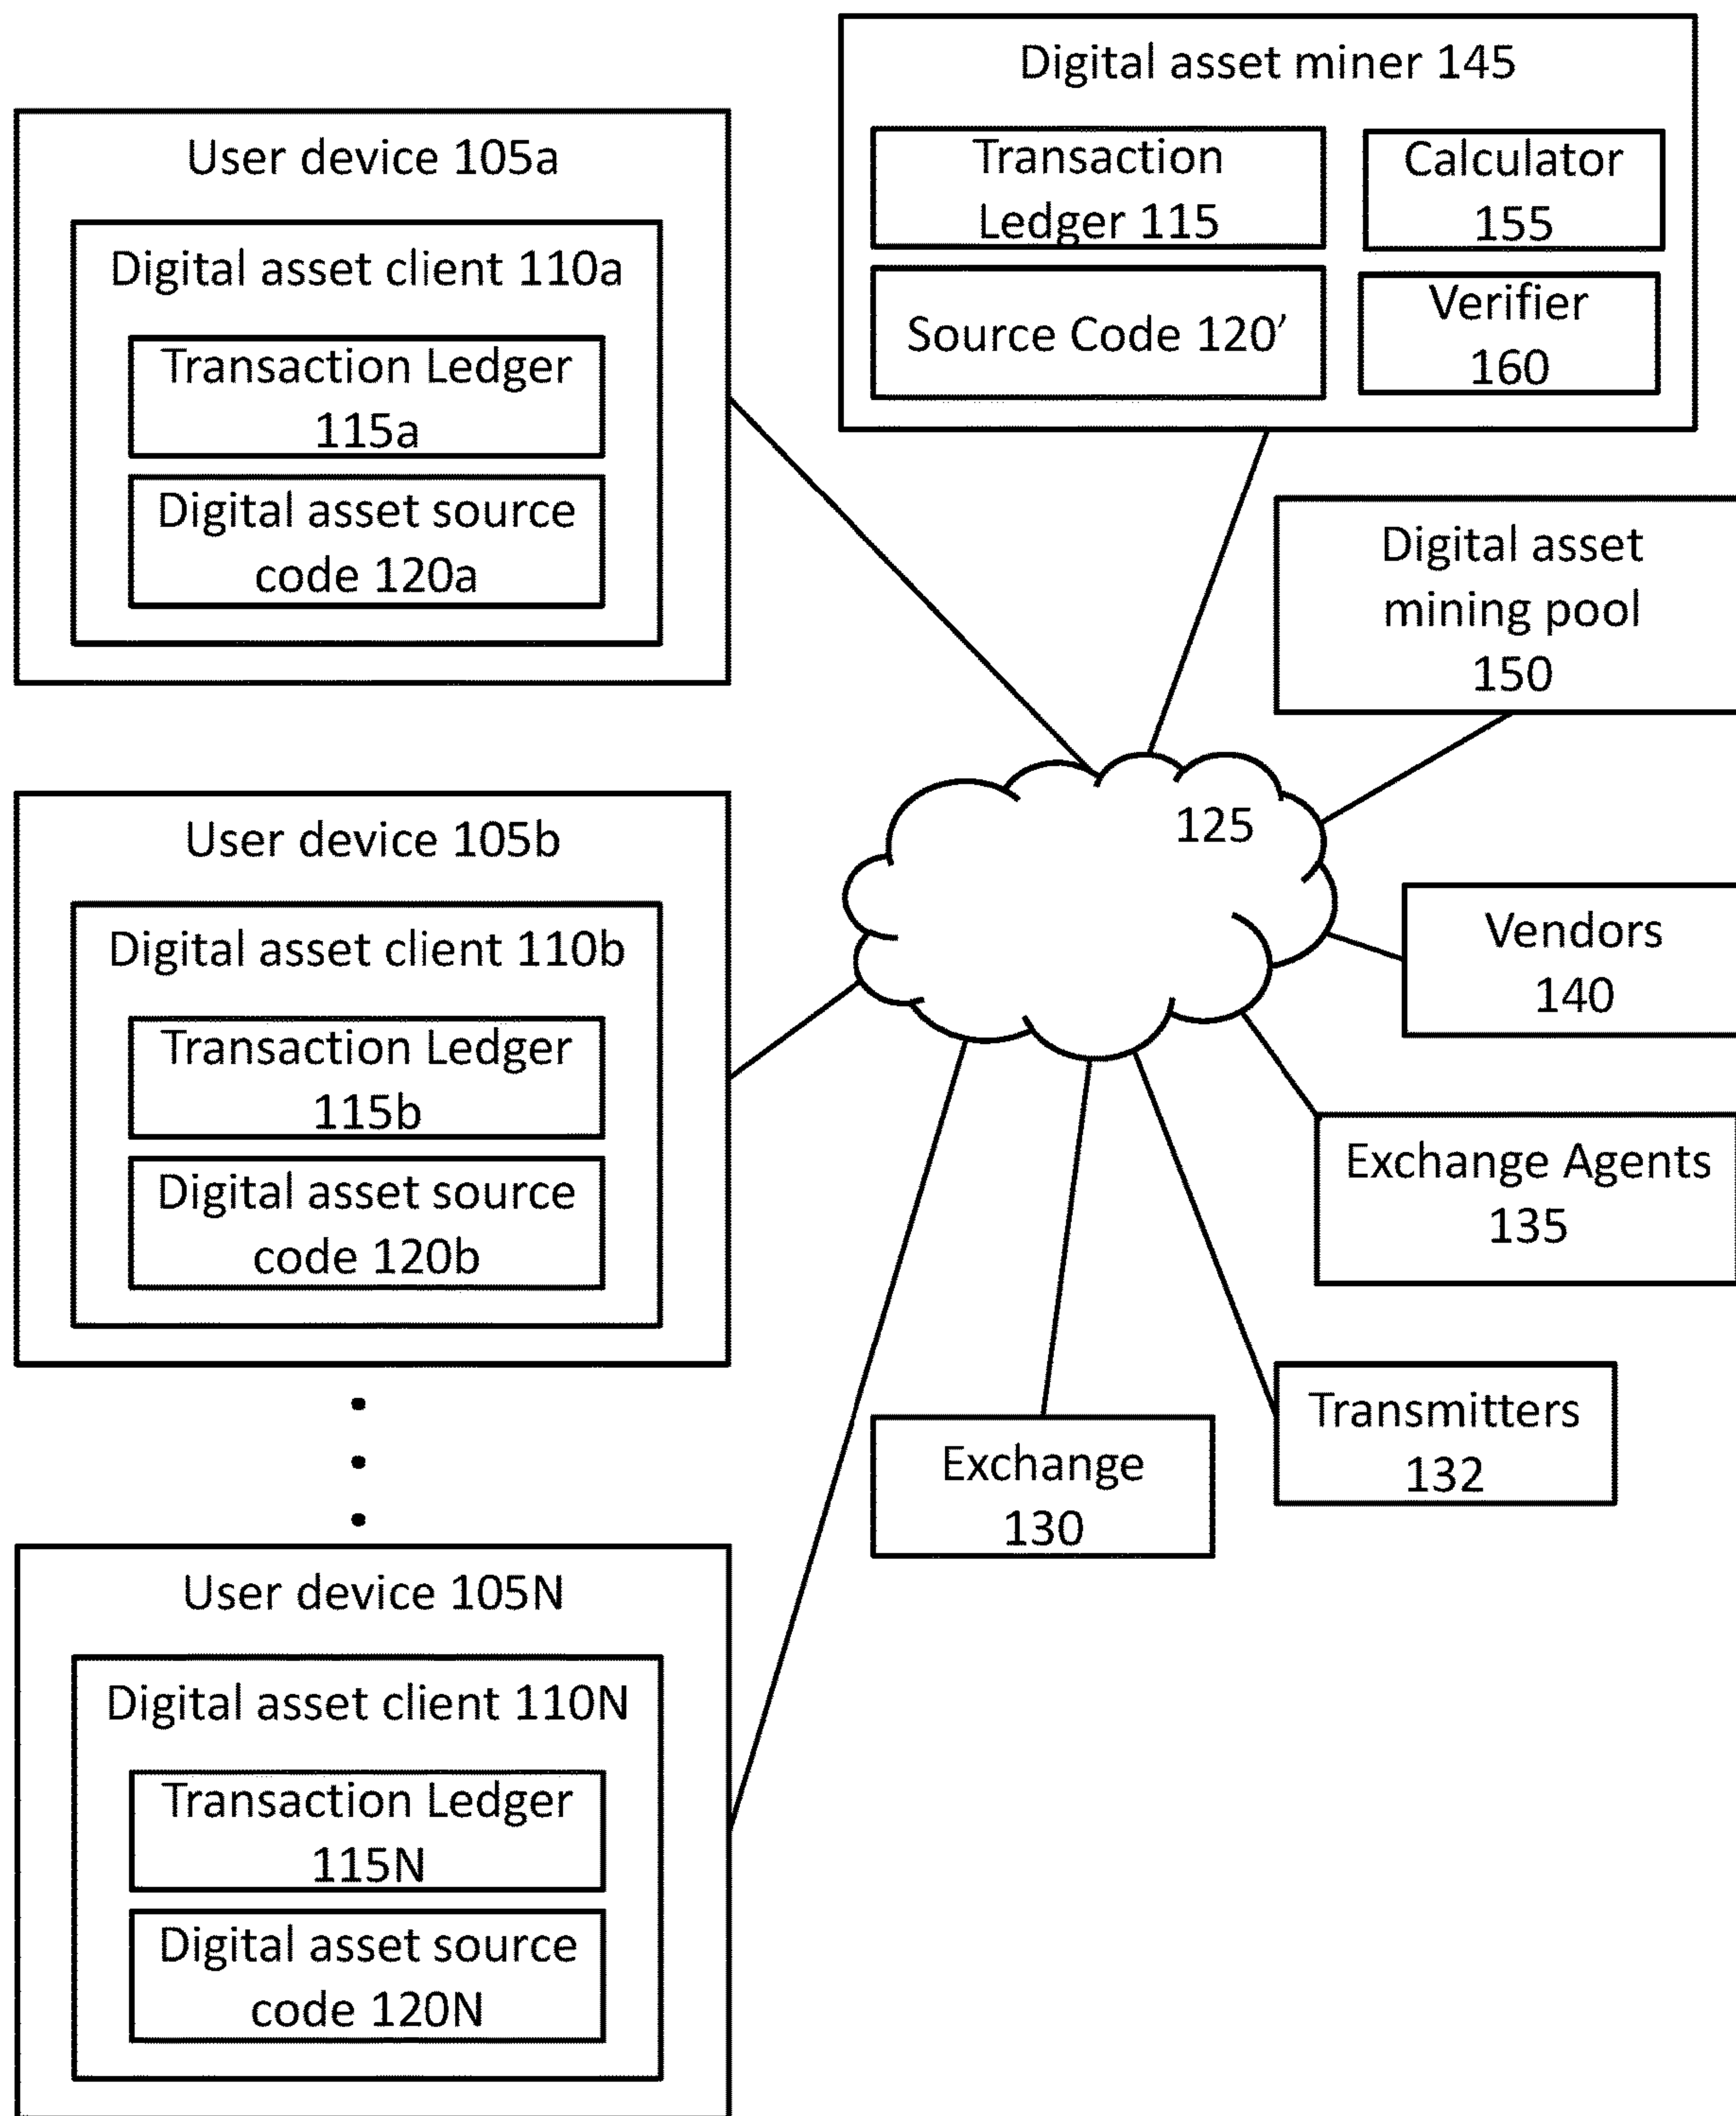 User device 105a
Digital asset client 110a
Transaction Ledger
115a
Digital asset source
code 120a
Digital asset miner 145
Transaction
Ledger 115
Calculator
155
Source Code 120’
Verifier
160
Digital asset
mining pool
150
125
Vendors
140
Exchange Agents
135
Transmitters
132
Exchange
130
User device 105b
Digital asset client 110b
Transaction Ledger
115b
Digital asset source
code 120b
User device 105N
Digital asset client 110N
Transaction Ledger
115N
Digital asset source
code 120N